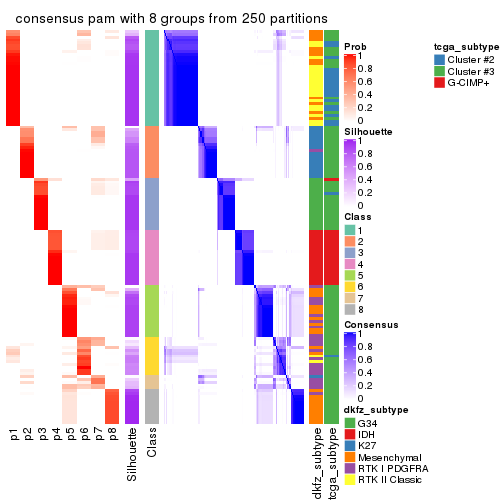 consensus pam with 8 groups from 250 partitions
Prob
1
0.8
0.6
0.4
0.2
0
Silhouette
1
0.8
0.6
0.4
0.2
0
Class
1
2
3
4
5
6
7
8
Consensus
1
0.8
0.6
0.4
0.2
0
dkfz_subtype
G34
IDH
K27
Mesenchymal
RTK I PDGFRA
RTK II Classic
tcga_subtype
Cluster #2
Cluster #3
G-CIMP+
p1
p2
p3
p4
p5
p6
p7
p8
Silhouette
Class
dkfz_subtype
tcga_subtype